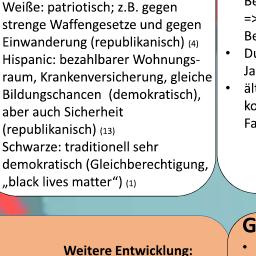 Weiße: patriotisch; z.B. gegen
strenge Waffengesetze und gegen
Einwanderung (republikanisch) (4)
Hispanic: bezahlbarer Wohnungs-
raum, Krankenversicherung, gleiche
Bildungschancen (demokratisch),
aber auch Sicherheit
(republikanisch) (13)
Schwarze: traditionell sehr
demokratisch (Gleichberechtigung,
„black lives matter“) (1)
=>
Be
• Du
Ja
• ält
ko
Fa
Weitere Entwicklung:
G
•